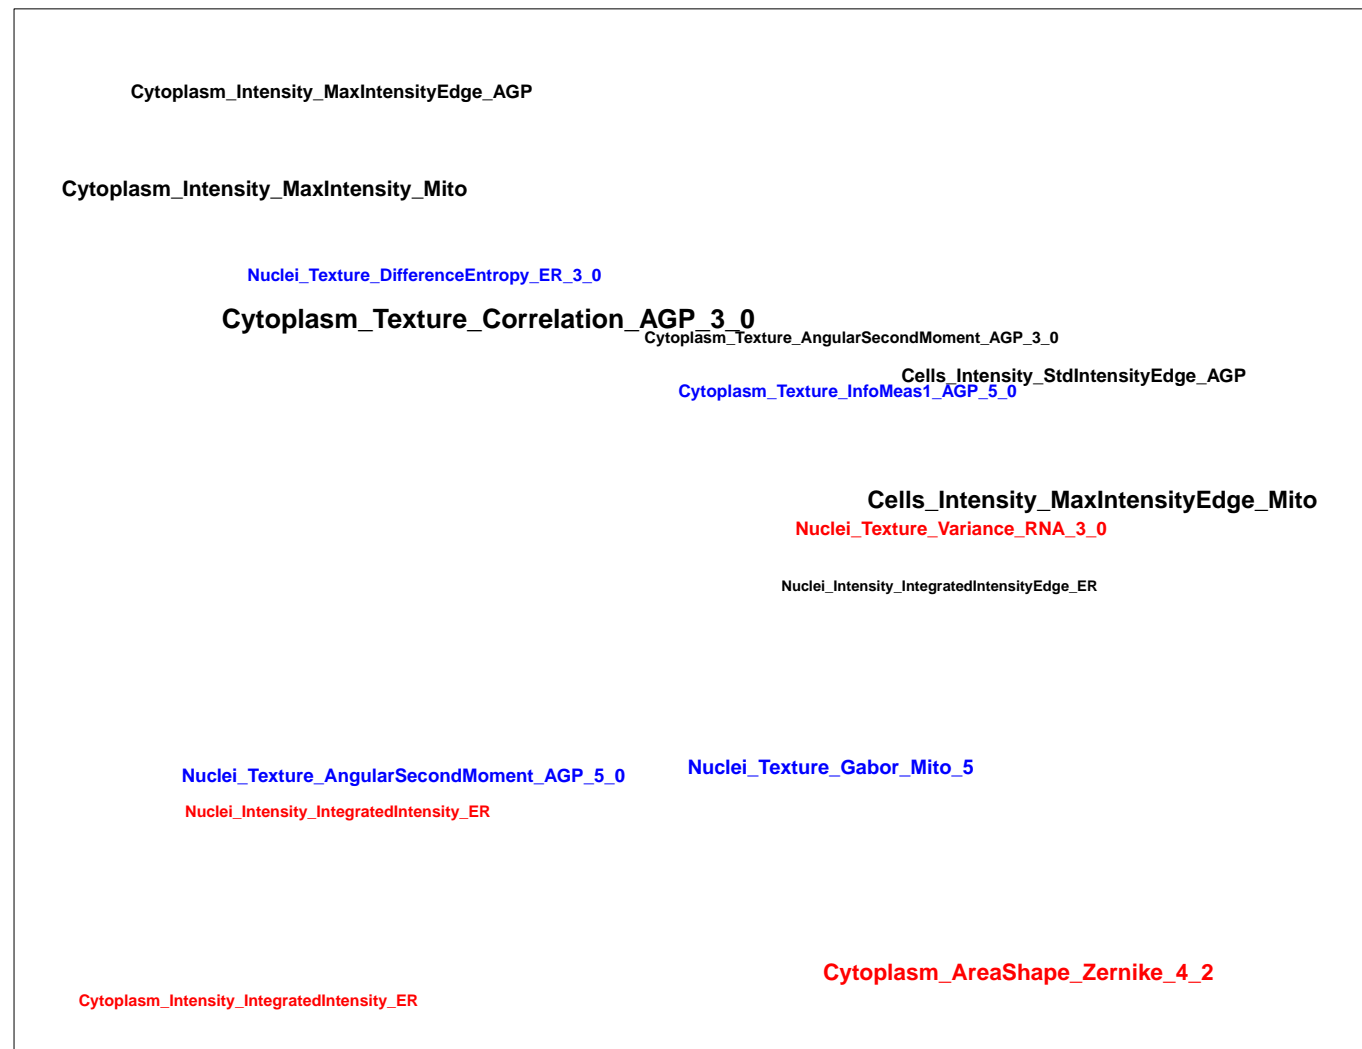 Cytoplasm_Intensity_MaxIntensityEdge_AGP
Cytoplasm_Intensity_MaxIntensity_Mito
Nuclei_Texture_DifferenceEntropy_ER_3_0
Cytoplasm_Texture_Correlation_AGP_3_0
Cytoplasm_Texture_AngularSecondMoment_AGP_3_0
Cells_Intensity_StdIntensityEdge_AGP
Cytoplasm_Texture_InfoMeas1_AGP_5_0
Cells_Intensity_MaxIntensityEdge_Mito
Nuclei_Texture_Variance_RNA_3_0
Nuclei_Intensity_IntegratedIntensityEdge_ER
Nuclei_Texture_Gabor_Mito_5
Nuclei_Texture_AngularSecondMoment_AGP_5_0
Nuclei_Intensity_IntegratedIntensity_ER
Cytoplasm_AreaShape_Zernike_4_2
Cytoplasm_Intensity_IntegratedIntensity_ER